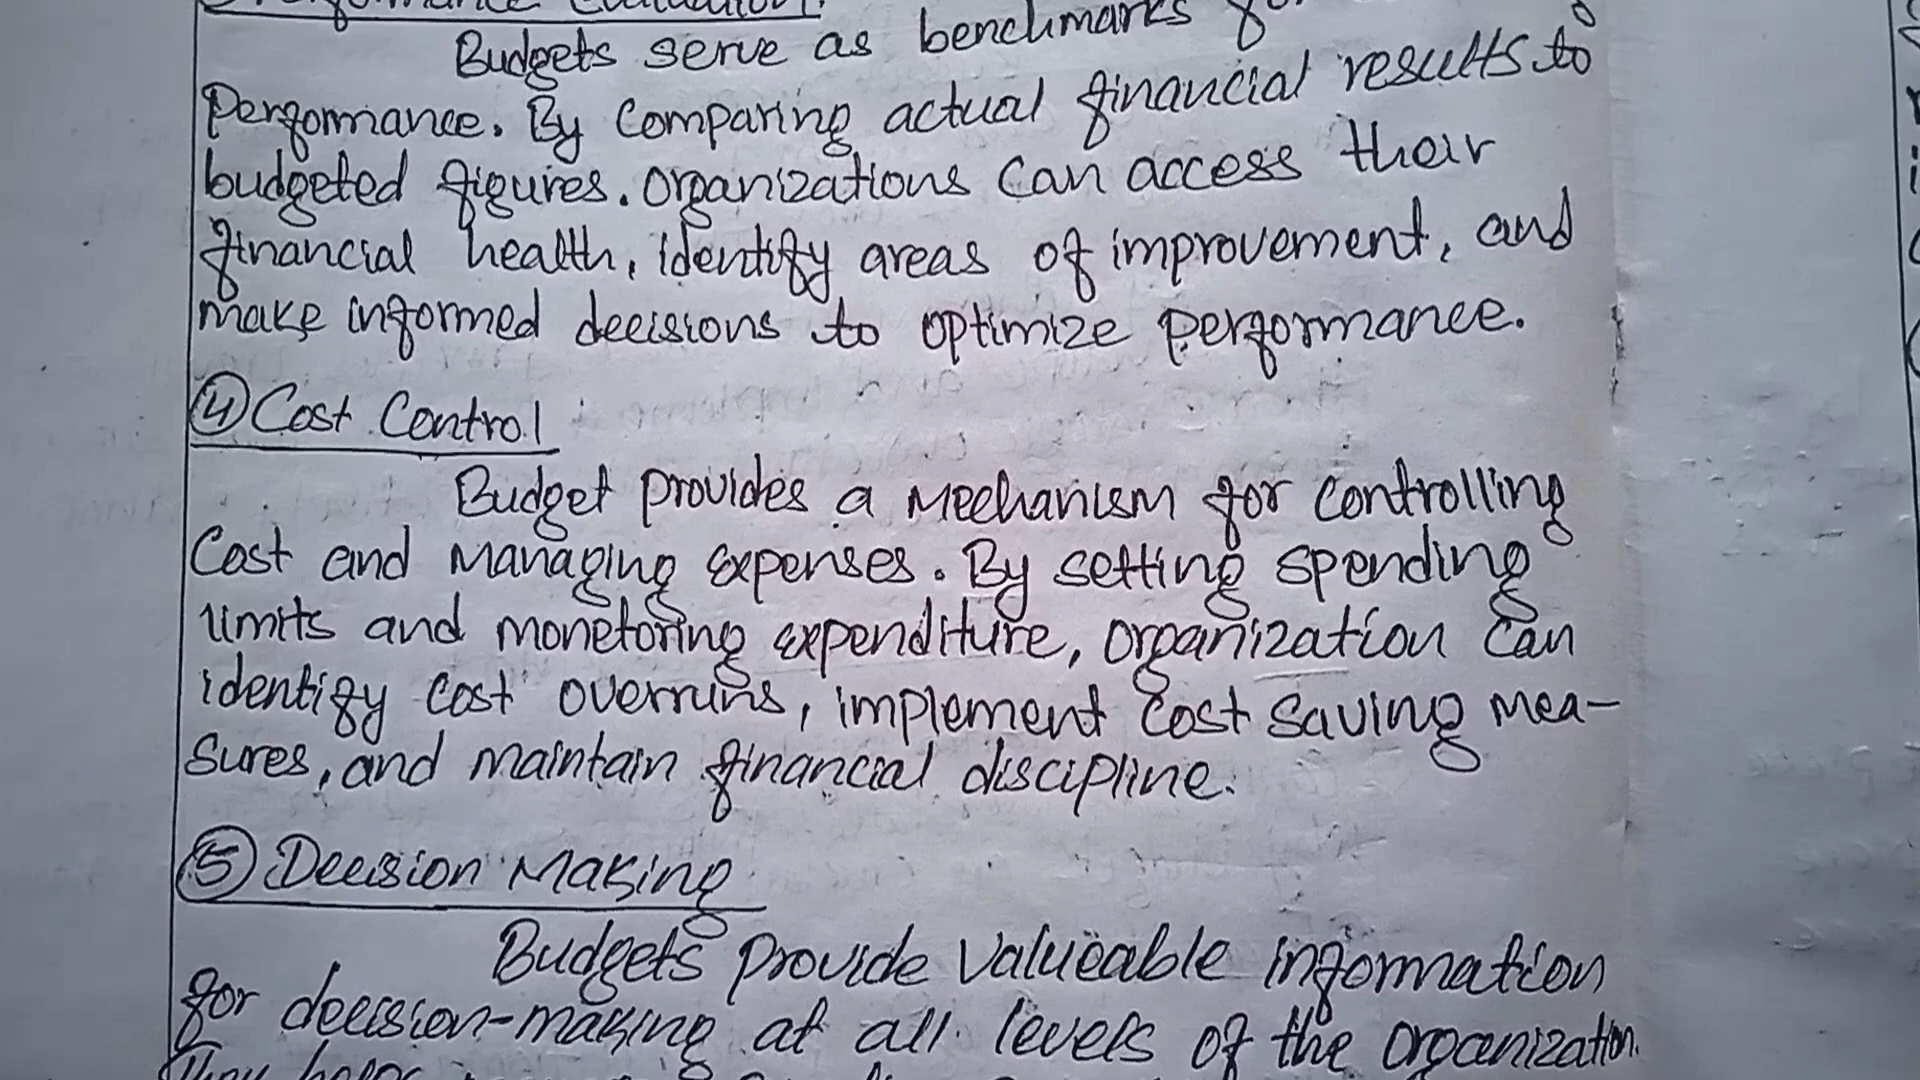 Performance Evaluation.
Budgets serve as benchmarks
Performance. By Comparing actual financial results to
budgeted figures. Organizations Can access their
financial health, identify areas of improvement, and
make informed decisions to optimize performance.
④ Cost Control
Budget provides a Mechanism for controlling
Cost and Managing expenses. By setting spending
limits and monetoring expenditure, organization Can
identify Cost overruns, implement Cost Saving mea-
Sures, and maintain financial discipline.
⑤ Decision Making
Budgets Provide Valueable information
for decision-making at all levels of the organization.